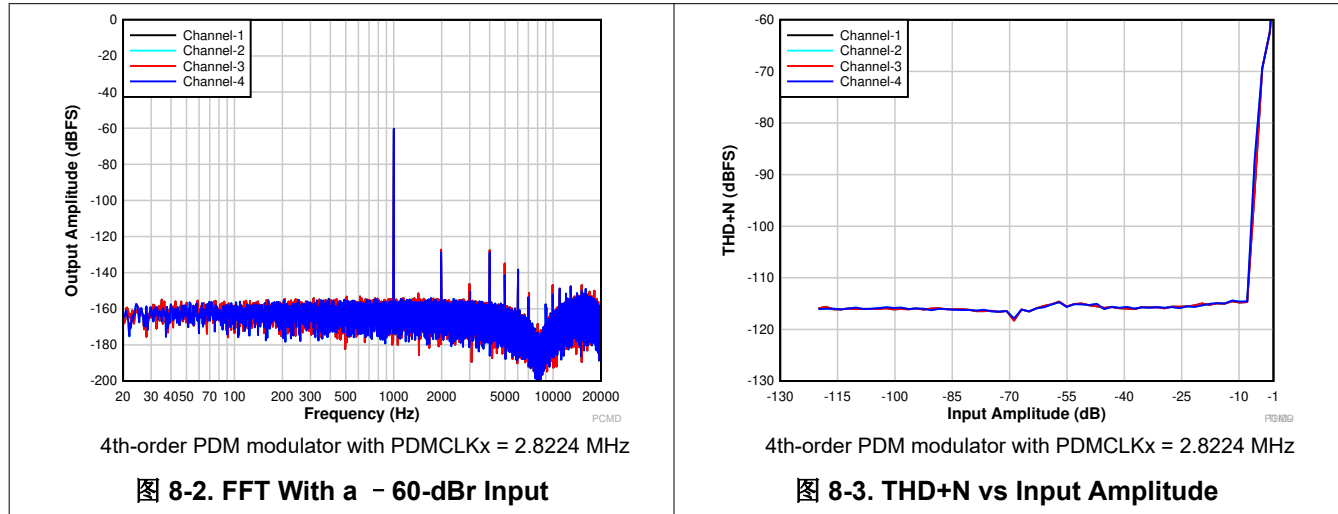 0
-20
-40
-60
-80
-100
-120
-140
-160
-180
-200
Output Amplitude (dBFS)
Channel-1
Channel-2
Channel-3
Channel-4
20 30 4050 70 100 200 300 500 1000 2000 5000 10000 20000
Frequency (Hz)
PCMD
4th-order PDM modulator with PDMCLKx = 2.8224 MHz
图 8-2. FFT With a －60-dBr Input
-60
-70
-80
-90
-100
-110
-120
-130
THD+N (dBFS)
Channel-1
Channel-2
Channel-3
Channel-4
-130 -115 -100 -85 -70 -55 -40 -25 -10 -1
Input Amplitude (dB)
4th-order PDM modulator with PDMCLKx = 2.8224 MHz
图 8-3. THD+N vs Input Amplitude